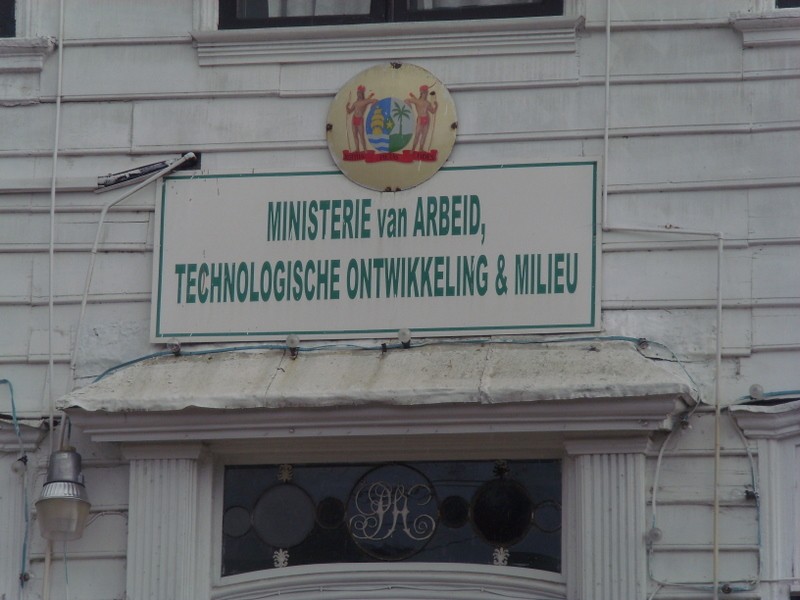 MINISTERIE van ARBEID,
TECHNOLOGISCHE ONTWIKKELING & MILIEU